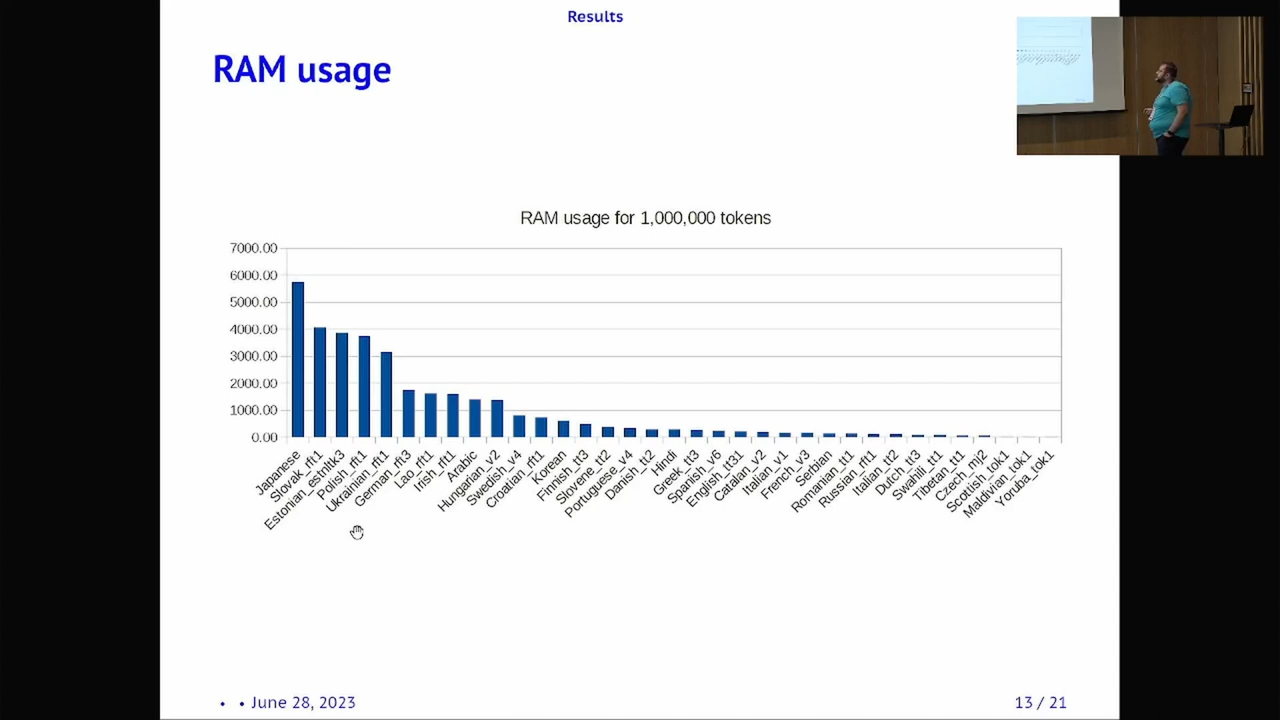 Results
RAM usage
RAM usage for 1,000,000 tokens
7000.00
6000.00
5000.00
4000.00
3000.00
2000.00
1000.00
0.00
Japanese
Slovak_rft1
Estonian_estnltk3
Polish_rft1
Ukrainian_rft1
German_rft3
Lao_rft1
Irish_rft1
Arabic
Hungarian_v2
Swedish_v4
Croatian_rft1
Korean
Finnish_tt3
Slovene_tt2
Portuguese_v4
Danish_tt2
Hindi
Greek_tt3
Spanish_v6
English_tt31
Catalan_v2
Italian_v1
French_v3
Serbian
Romanian_tt1
Russian_rft1
Italian_tt2
Dutch_tt3
Swahili_tt1
Tibetan_tt1
Czech_mj2
Scottish_tok1
Maldivian_tok1
Yoruba_tok1
• • June 28, 2023
13 / 21